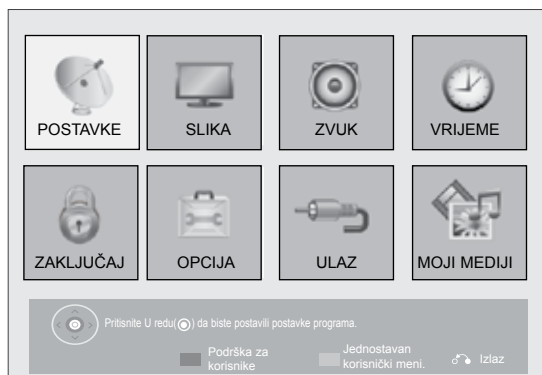 POSTAVKE SLIKA ZVUK VRIJEME
ZAKLJUČAJ OPCIJA ULAZ MOJI MEDIJI
Pritisnite U redu(◉) da biste postavili postavke programa.
Podrška za
korisnike
Jednostavan
korisnički meni.
Izlaz